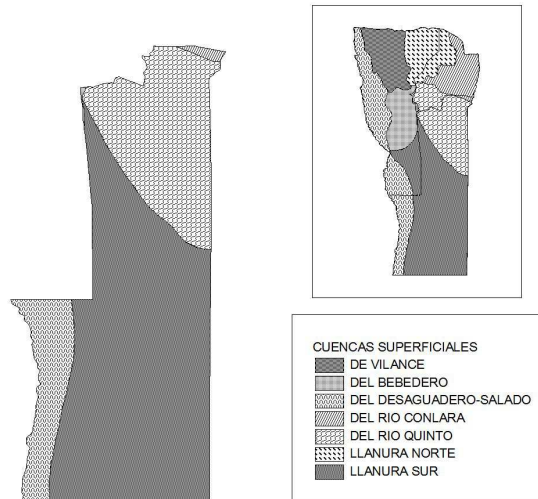 CUENCAS SUPERFICIALES
DE VILANCE
DEL BEBEDERO
DEL DESAGUADERO-SALADO
DEL RIO CONLARA
DEL RIO QUINTO
LLANURA NORTE
LLANURA SUR